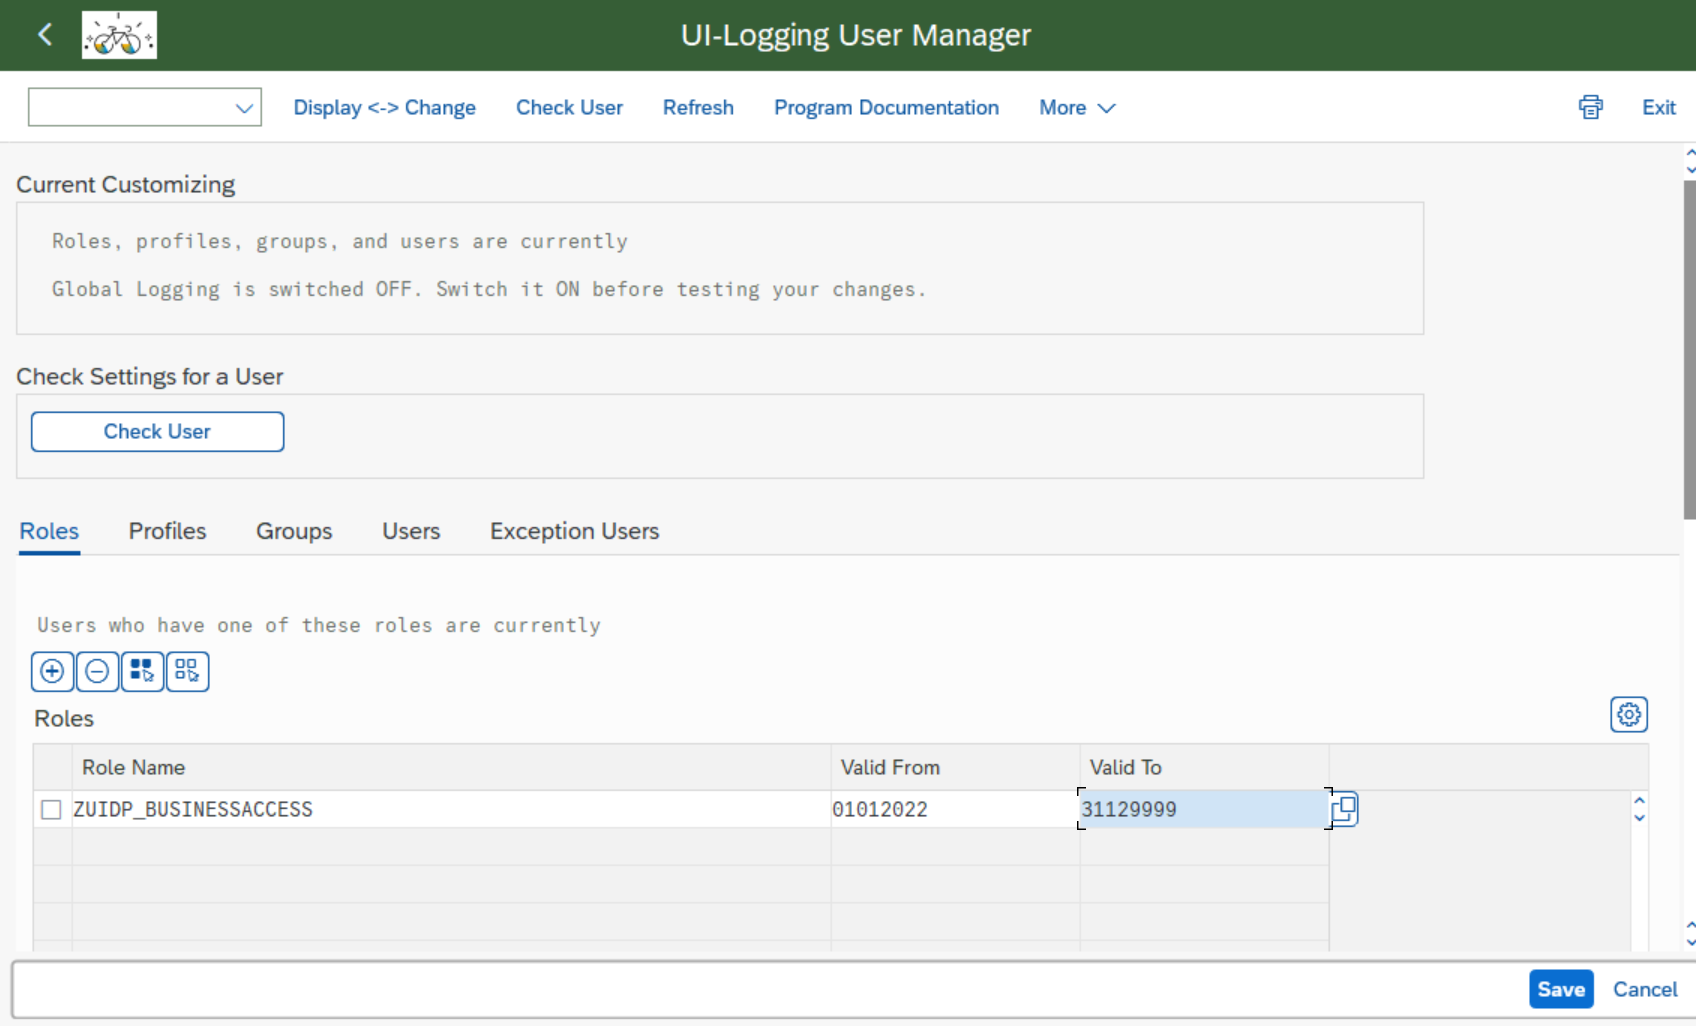 UI-Logging User Manager
Display <-> Change Check User Refresh Program Documentation More Exit
Current Customizing
Roles, profiles, groups, and users are currently
Global Logging is switched OFF. Switch it ON before testing your changes.
Check Settings for a User
Check User
Roles Profiles Groups Users Exception Users
Users who have one of these roles are currently
Roles
Role Name Valid From Valid To
ZUIDP_BUSINESSACCESS 01012022 31129999
Save Cancel